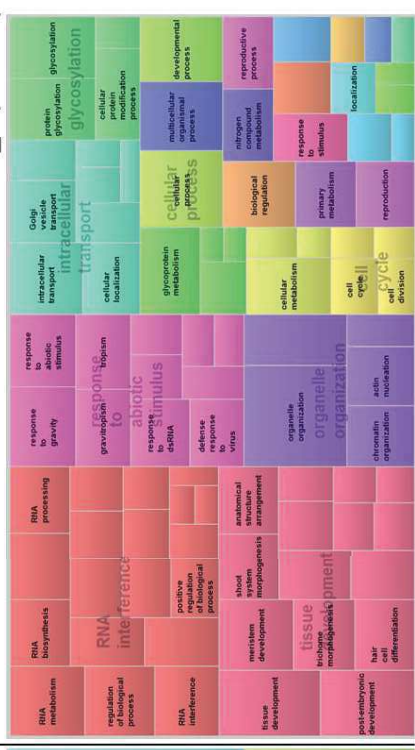 RNA
metabolism
RNA
biosynthesis
RNA
processing
regulation
of biological
process
RNA
interference
positive
regulation
of biological
process
RNA
interference
response
to
gravity
response
to
abiotic
stimulus
gravitropism
tropism
response
to
dsRNA
defense
response
to
virus
response
to
abiotic
stimulus
intracellular
transport
Golgi
vesicle
transport
cellular
localization
intracellular
transport
protein
glycosylation
glycosylation
cellular
protein
modification
process
glycosylation
tissue
development
meristem
development
shoot
system
morphogenesis
anatomical
structure
arrangement
trichome
morphogenesis
post-embryonic
development
hair
cell
differentiation
tissue
development
organelle
organization
chromatin
organization
actin
nucleation
organelle
organization
glycoprotein
metabolism
cellular
process
cellular
process
multicellular
organismal
process
developmental
process
cellular
metabolism
cell
cycle
cell
division
cell
cycle
biological
regulation
primary
metabolism
reproduction
nitrogen
compound
metabolism
reproductive
process
response
to
stimulus
localization